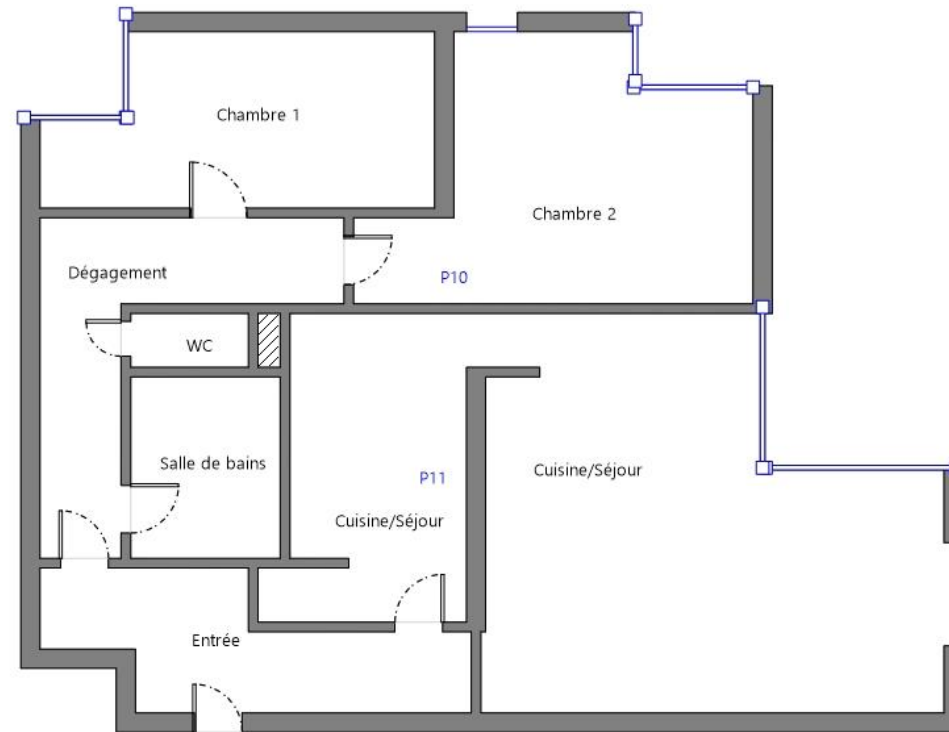 Chambre 1
Chambre 2
Dégagement
P10
WC
Salle de bains
Cuisine/Séjour
P11
Cuisine/Séjour
Entrée